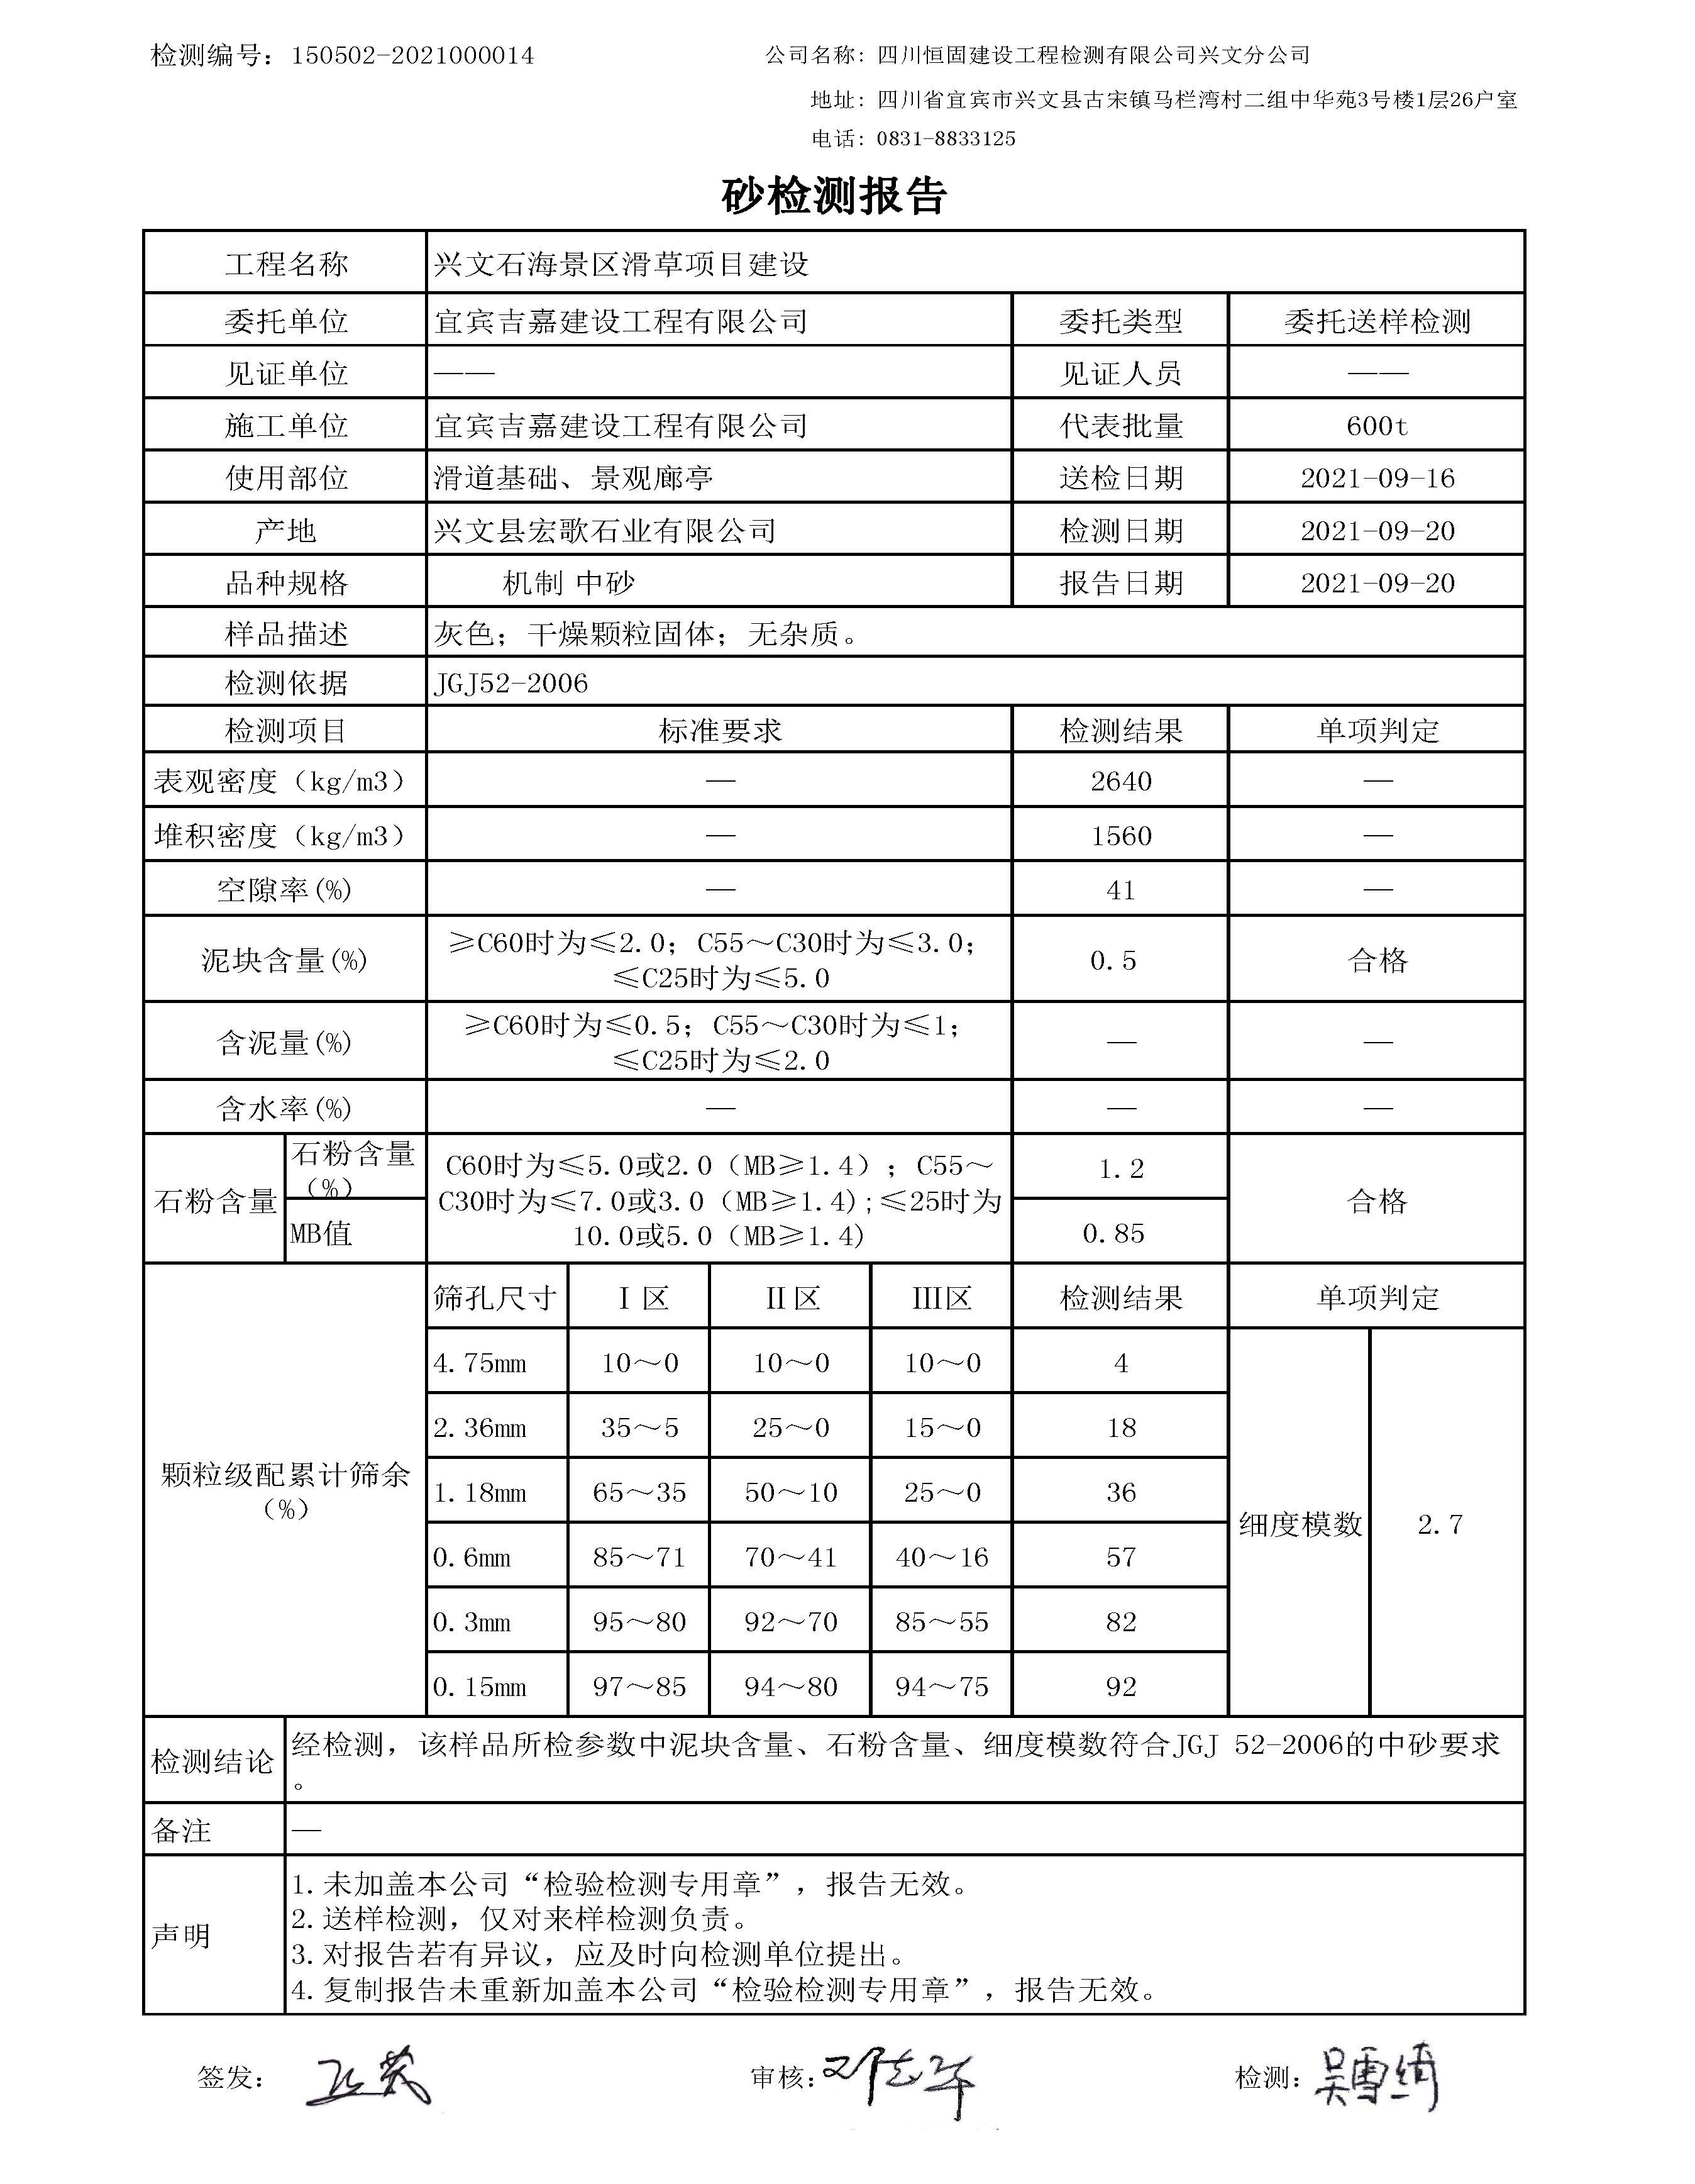 检测编号：150502-2021000014
公司名称：四川恒固建设工程检测有限公司兴文分公司
地址：四川省宜宾市兴文县古宋镇马栏湾村二组中华苑3号楼1层26户室
电话：0831-8833125
砂检测报告
工程名称 兴文石海景区滑草项目建设
委托单位 宜宾吉嘉建设工程有限公司 委托类型 委托送样检测
见证单位 —— 见证人员 ——
施工单位 宜宾吉嘉建设工程有限公司 代表批量 600t
使用部位 滑道基础、景观廊亭 送检日期 2021-09-16
产地 兴文县宏歌石业有限公司 检测日期 2021-09-20
品种规格 机制 中砂 报告日期 2021-09-20
样品描述 灰色；干燥颗粒固体；无杂质。
检测依据 JGJ52-2006
检测项目 标准要求 检测结果 单项判定
表观密度（kg/m3） — 2640 —
堆积密度（kg/m3） — 1560 —
空隙率(%) — 41 —
泥块含量(%) ≥C60时为≤2.0；C55～C30时为≤3.0；
≤C25时为≤5.0 0.5 合格
含泥量(%) ≥C60时为≤0.5；C55～C30时为≤1；
≤C25时为≤2.0 — —
含水率(%) — — —
石粉含量 石粉含量
（%）
MB值
C60时为≤5.0或2.0（MB≥1.4）；C55～
C30时为≤7.0或3.0（MB≥1.4);≤25时为
10.0或5.0（MB≥1.4)
1.2
0.85
合格
颗粒级配累计筛余
（%）
筛孔尺寸 Ⅰ区 Ⅱ区 Ⅲ区 检测结果 单项判定
4.75mm 10～0 10～0 10～0 4
2.36mm 35～5 25～0 15～0 18
1.18mm 65～35 50～10 25～0 36
0.6mm 85～71 70～41 40～16 57
0.3mm 95～80 92～70 85～55 82
0.15mm 97～85 94～80 94～75 92
细度模数 2.7
检测结论 经检测，该样品所检参数中泥块含量、石粉含量、细度模数符合JGJ 52-2006的中砂要求
。
备注 —
声明
1.未加盖本公司“检验检测专用章”，报告无效。
2.送样检测，仅对来样检测负责。
3.对报告若有异议，应及时向检测单位提出。
4.复制报告未重新加盖本公司“检验检测专用章”，报告无效。
签发：
审核：
检测：吴雪绮